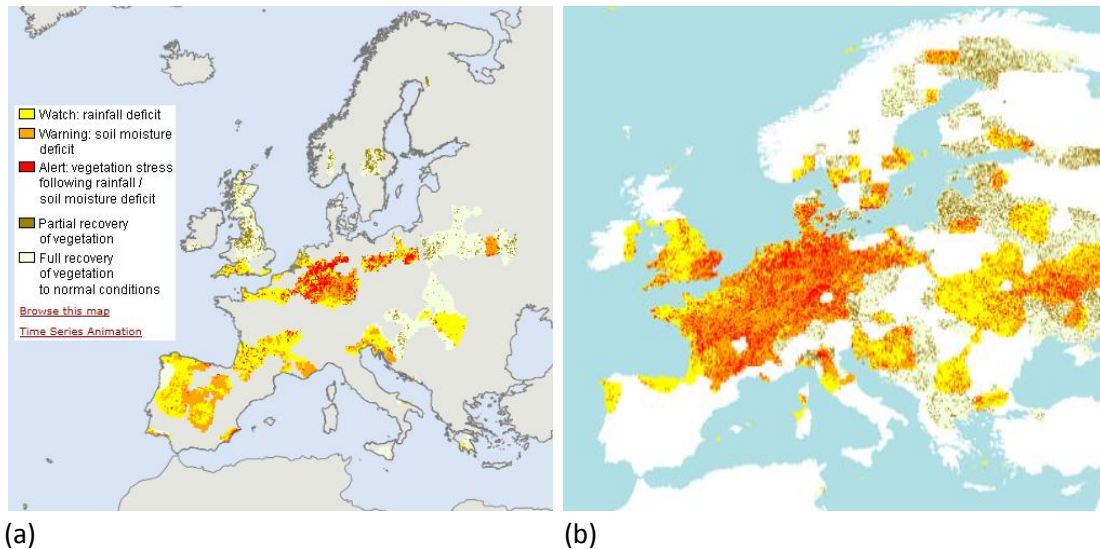 Watch: rainfall deficit
Warning: soil moisture
deficit
Alert: vegetation stress
following rainfall /
soil moisture deficit
Partial recovery
of vegetation
Full recovery
of vegetation
to normal conditions
Browse this map
Time Series Animation
(a)
(b)